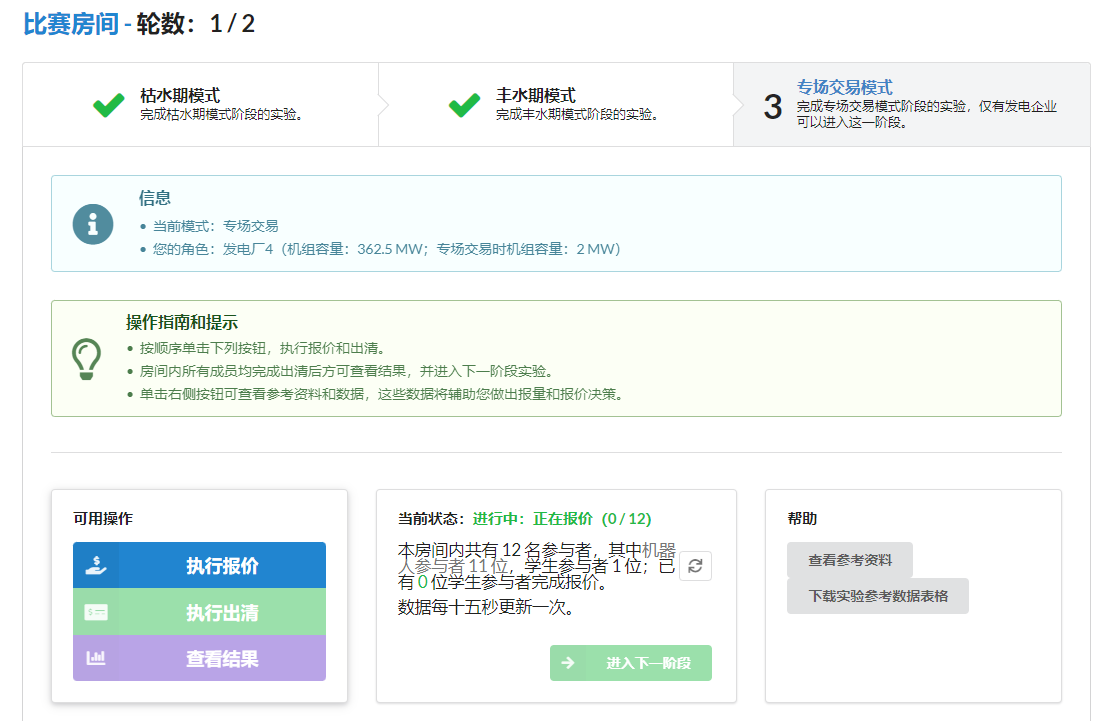 比赛房间 - 轮数：1 / 2
枯水期模式
完成枯水期模式阶段的实验。
丰水期模式
完成丰水期模式阶段的实验。
3
专场交易模式
完成专场交易模式阶段的实验，仅有发电企业
可以进入这一阶段。
信息
• 当前模式：专场交易
• 您的角色：发电厂4（机组容量：362.5 MW；专场交易时机组容量：2 MW）
操作指南和提示
• 按顺序单击下列按钮，执行报价和出清。
• 房间内所有成员均完成出清后方可查看结果，并进入下一阶段实验。
• 单击右侧按钮可查看参考资料和数据，这些数据将辅助您做出报量和报价决策。
可用操作
执行报价
执行出清
查看结果
当前状态：进行中：正在报价（0 / 12）
本房间内共有 12 名参与者，其中机器
人参与者 11 位，学生参与者 1 位；已
有 0 位学生参与者完成报价。
数据每十五秒更新一次。
进入下一阶段
帮助
查看参考资料
下载实验参考数据表格